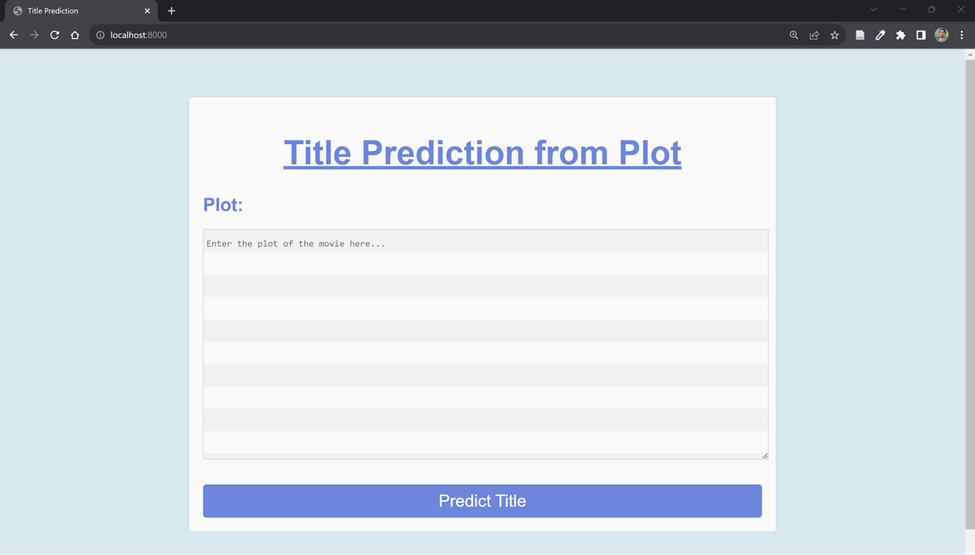 Title Prediction
localhost:8000
Title Prediction from Plot
Plot:
Enter the plot of the movie here...
Predict Title